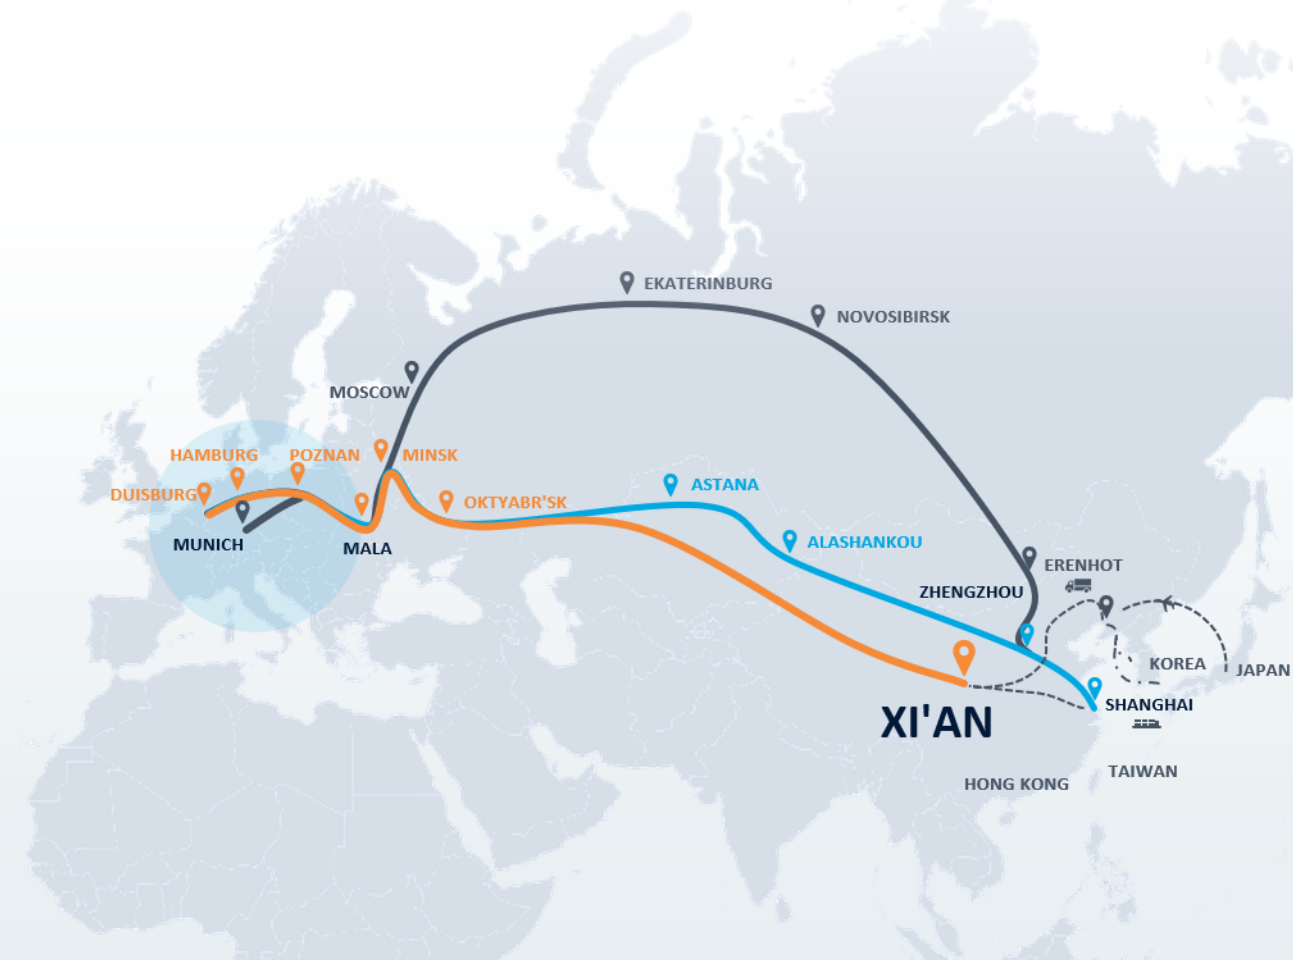 EKATERINBURG
NOVOSIBIRSK
MOSCOW
HAMBURG
POZNAN
MINSK
DUISBURG
OKTYABR'SK
ASTANA
MUNICH
MALA
ALASHANKOU
ERENHOT
ZHENGZHOU
KOREA
JAPAN
XI'AN
SHANGHAI
TAIWAN
HONG KONG